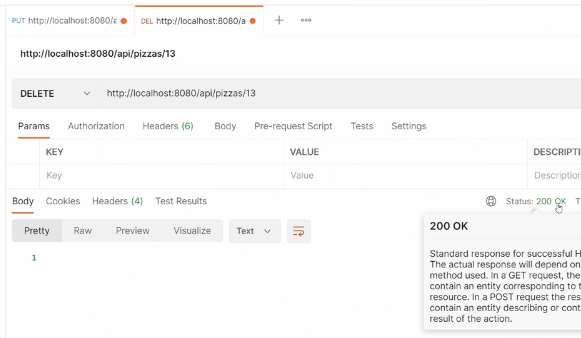 PUT http://localhost:8080/a
DEL http://localhost:8080/a
http://localhost:8080/api/pizzas/13
DELETE http://localhost:8080/api/pizzas/13
Params Authorization Headers (6) Body Pre-request Script Tests Settings
KEY VALUE DESCRIPTI
Key Value Description
Body Cookies Headers (4) Test Results Status: 200 OK T
Pretty Raw Preview Visualize Text
1
200 OK
Standard response for successful H
The actual response will depend on
method used. In a GET request, the
contain an entity corresponding to t
resource. In a POST request the res
contain an entity describing or cont
result of the action.